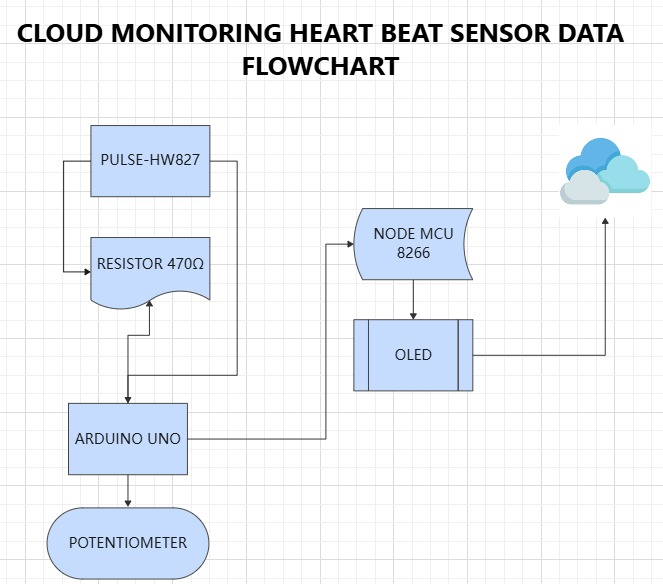 CLOUD MONITORING HEART BEAT SENSOR DATA
FLOWCHART
PULSE-HW827
RESISTOR 470Ω
NODE MCU
8266
OLED
ARDUINO UNO
POTENTIOMETER